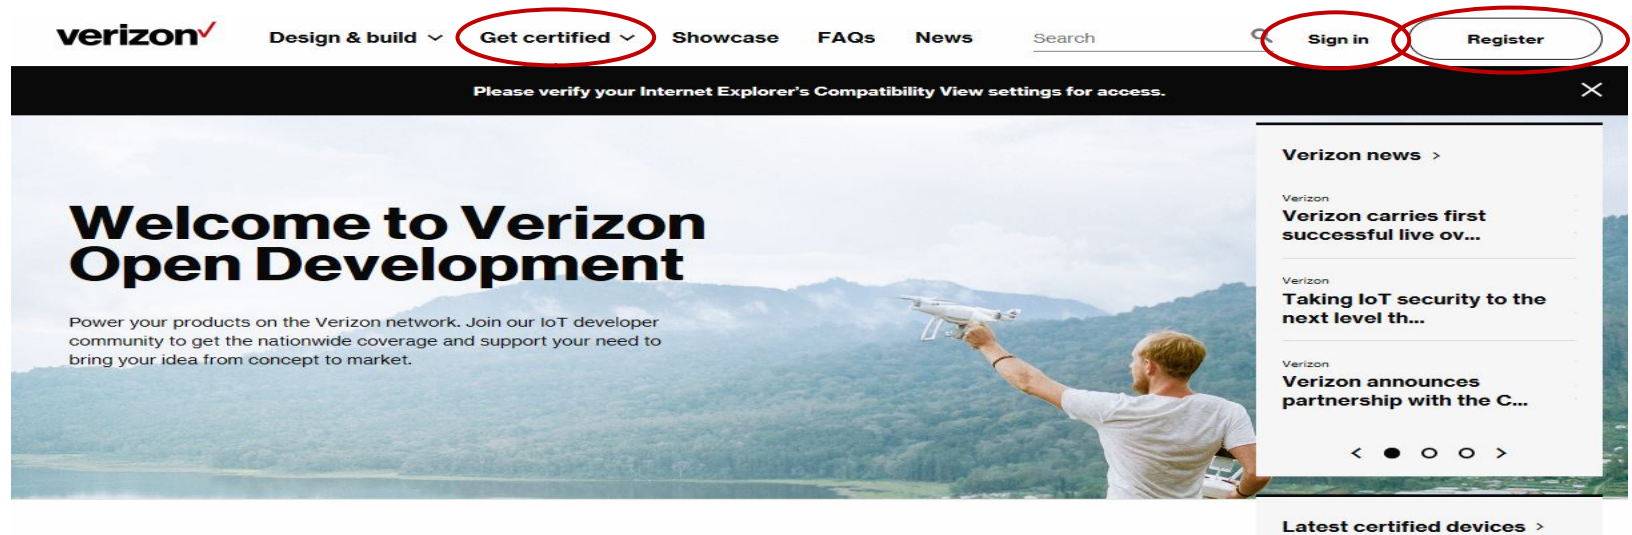 verizon
Design & build
Get certified
Showcase
FAQs
News
Search
Sign in
Register
Please verify your Internet Explorer's Compatibility View settings for access.
Welcome to Verizon
Open Development
Power your products on the Verizon network. Join our IoT developer
community to get the nationwide coverage and support your need to
bring your idea from concept to market.
Verizon news >
Verizon
Verizon carries first
successful live ov...
Verizon
Taking IoT security to the
next level th...
Verizon
Verizon announces
partnership with the C...
Latest certified devices >